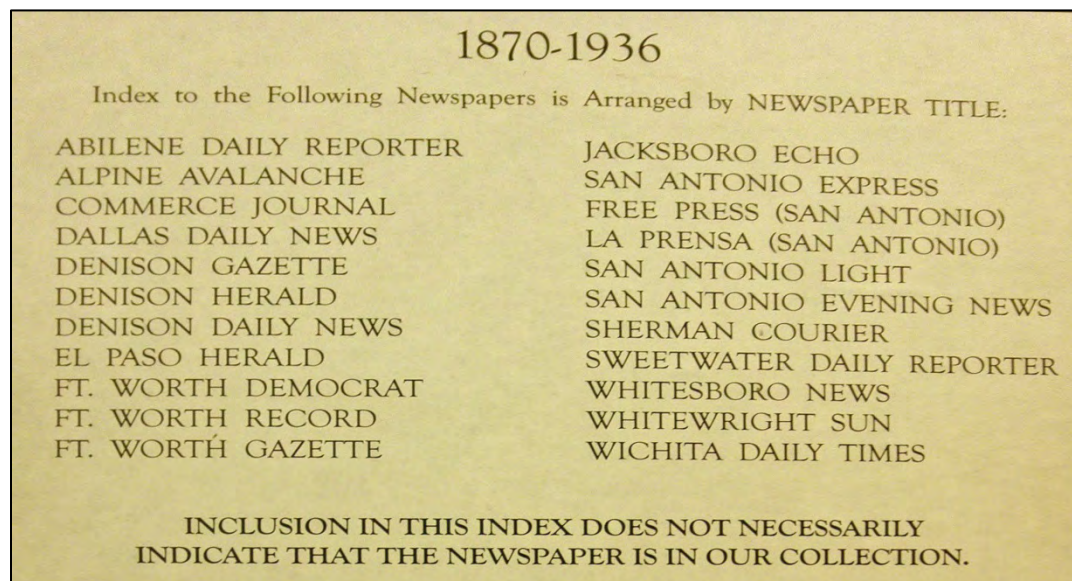 1870-1936
Index to the Following Newspapers is Arranged by NEWSPAPER TITLE:
ABILENE DAILY REPORTER
ALPINE AVALANCHE
COMMERCE JOURNAL
DALLAS DAILY NEWS
DENISON GAZETTE
DENISON HERALD
DENISON DAILY NEWS
EL PASO HERALD
FT. WORTH DEMOCRAT
FT. WORTH RECORD
FT. WORTH GAZETTE
JACKSBORO ECHO
SAN ANTONIO EXPRESS
FREE PRESS (SAN ANTONIO)
LA PRENSA (SAN ANTONIO)
SAN ANTONIO LIGHT
SAN ANTONIO EVENING NEWS
SHERMAN COURIER
SWEETWATER DAILY REPORTER
WHITESBORO NEWS
WHITEWRIGHT SUN
WICHITA DAILY TIMES
INCLUSION IN THIS INDEX DOES NOT NECESSARILY
INDICATE THAT THE NEWSPAPER IS IN OUR COLLECTION.